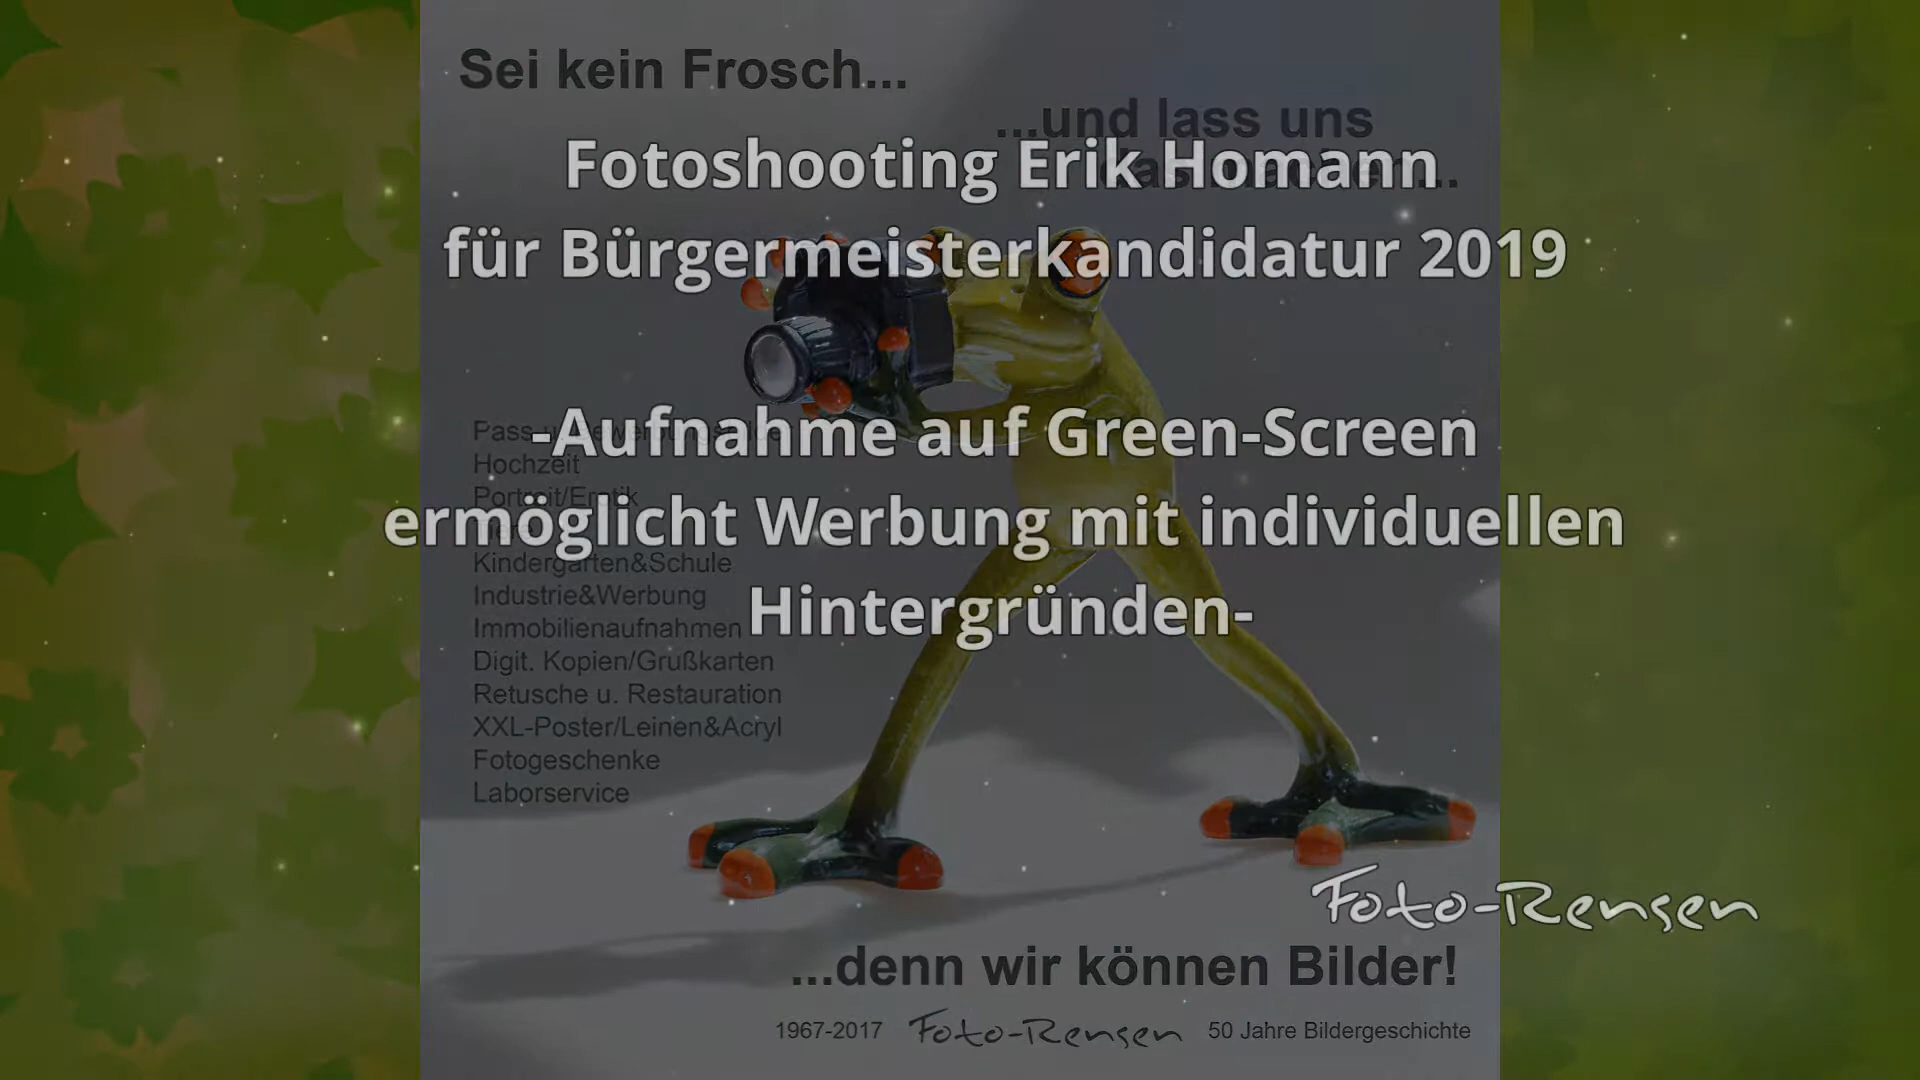 Sei kein Frosch...
...und lass uns
Fotoshooting Erik Homann
für Bürgermeisterkandidatur 2019
-Aufnahme auf Green-Screen
ermöglicht Werbung mit individuellen
Hintergründen-
Hochzeit
Portrait/Erotik
Kindergarten&Schule
Industrie&Werbung
Immobilienaufnahmen
Digit. Kopien/Grußkarten
Retusche u. Restauration
XXL-Poster/Leinen&Acryl
Fotogeschenke
Laborservice
Foto-Rensen
...denn wir können Bilder!
1967-2017 Foto-Rensen 50 Jahre Bildergeschichte